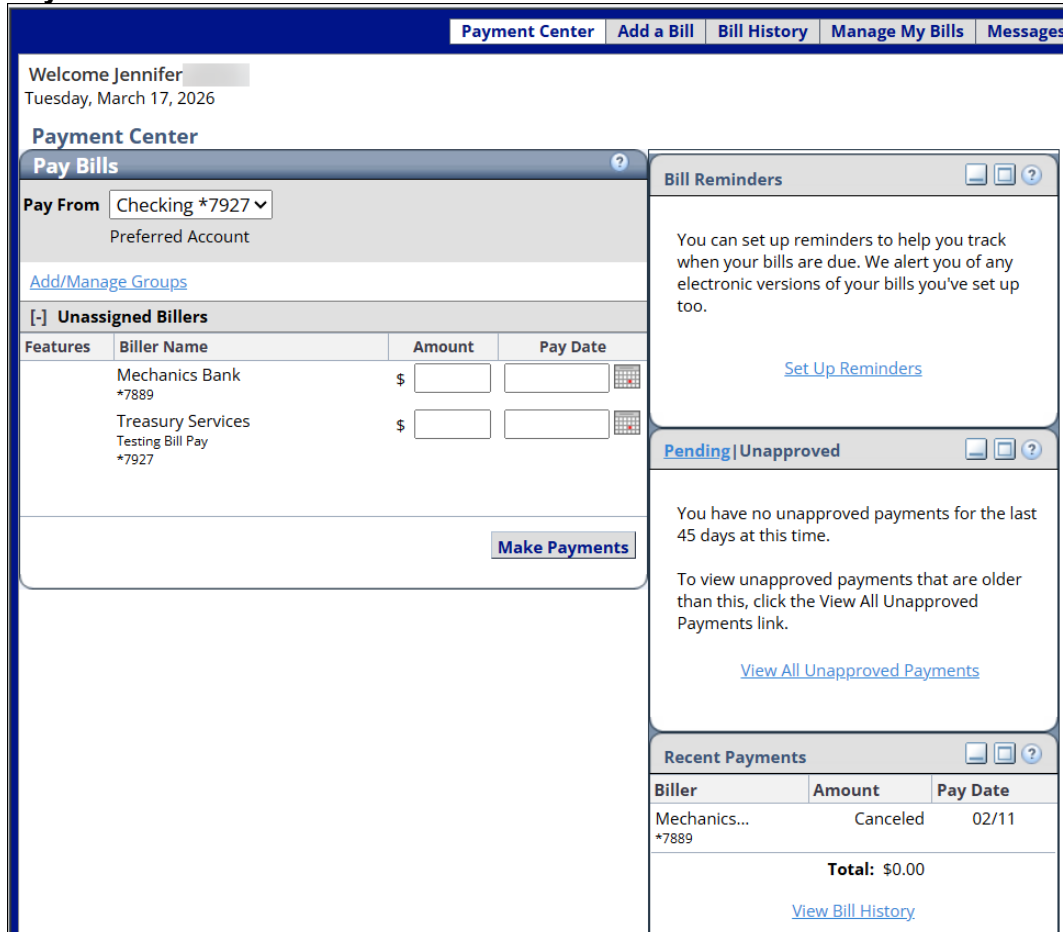 Payment Center Add a Bill Bill History Manage My Bills Messages
Welcome Jennifer
Tuesday, March 17, 2026
Payment Center
Pay Bills ?
Pay From Checking *7927
Preferred Account
Add/Manage Groups
[-] Unassigned Billers
Features Biller Name Amount Pay Date
Mechanics Bank $
*7889
Treasury Services $
Testing Bill Pay
*7927
Make Payments
Bill Reminders ?
You can set up reminders to help you track
when your bills are due. We alert you of any
electronic versions of your bills you've set up
too.
Set Up Reminders
Pending|Unapproved ?
You have no unapproved payments for the last
45 days at this time.
To view unapproved payments that are older
than this, click the View All Unapproved
Payments link.
View All Unapproved Payments
Recent Payments ?
Biller Amount Pay Date
Mechanics... Canceled 02/11
*7889
Total: $0.00
View Bill History